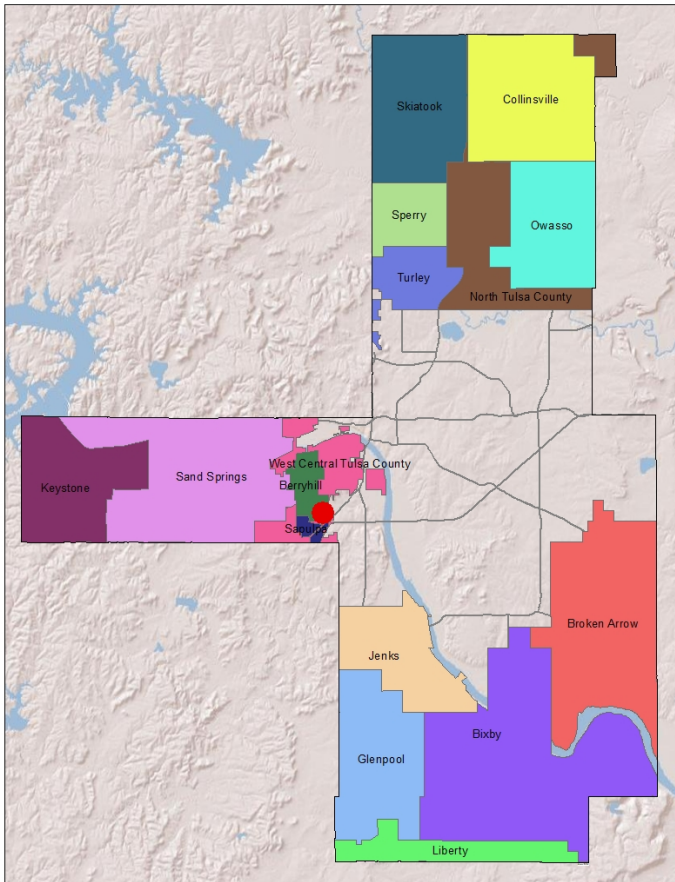 Skiatook
Collinsville
Sperry
Owasso
Turley
North Tulsa County
West Central Tulsa County
Sand Springs
Berryhill
Keystone
Sapulpa
Broken Arrow
Jenks
Bixby
Glenpool
Liberty